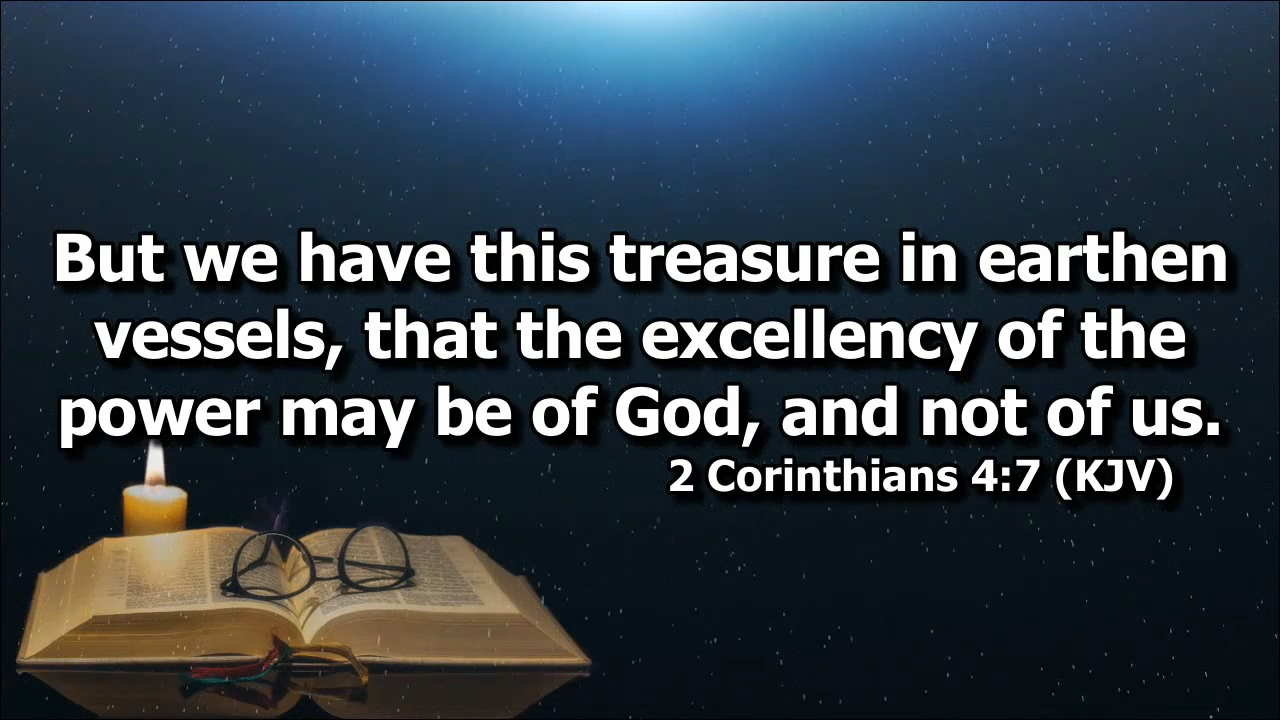 But we have this treasure in earthen
vessels, that the excellency of the
power may be of God, and not of us.
2 Corinthians 4:7 (KJV)